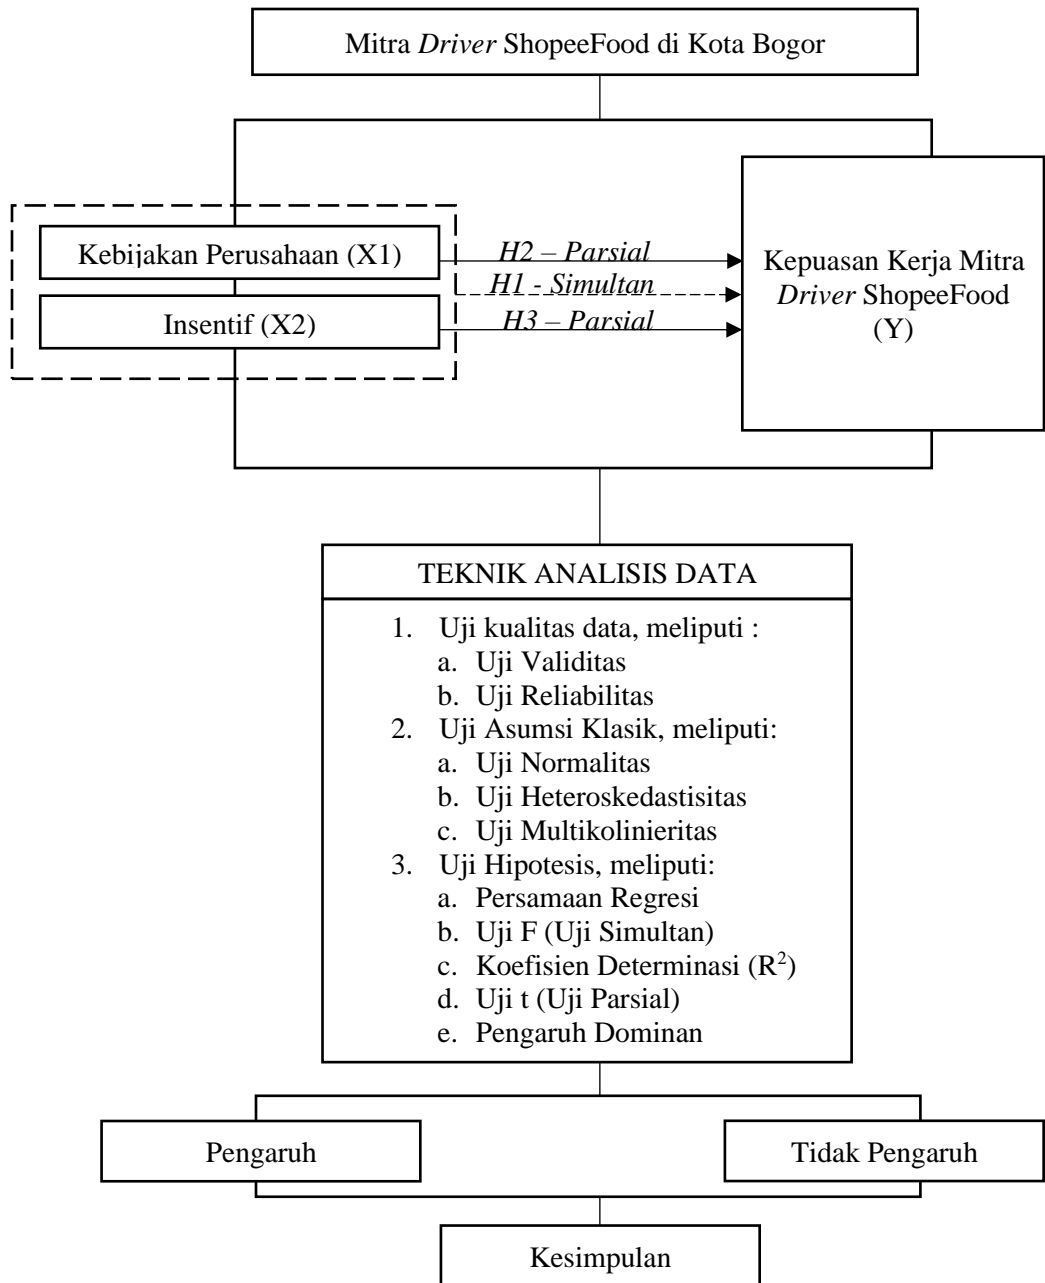 Mitra Driver ShopeeFood di Kota Bogor
Kebijakan Perusahaan (X1)
Insentif (X2)
H2 – Parsial
H1 - Simultan
H3 – Parsial
Kepuasan Kerja Mitra
Driver ShopeeFood
(Y)
TEKNIK ANALISIS DATA
1. Uji kualitas data, meliputi :
a. Uji Validitas
b. Uji Reliabilitas
2. Uji Asumsi Klasik, meliputi:
a. Uji Normalitas
b. Uji Heteroskedastisitas
c. Uji Multikolinieritas
3. Uji Hipotesis, meliputi:
a. Persamaan Regresi
b. Uji F (Uji Simultan)
c. Koefisien Determinasi (R²)
d. Uji t (Uji Parsial)
e. Pengaruh Dominan
Pengaruh
Tidak Pengaruh
Kesimpulan